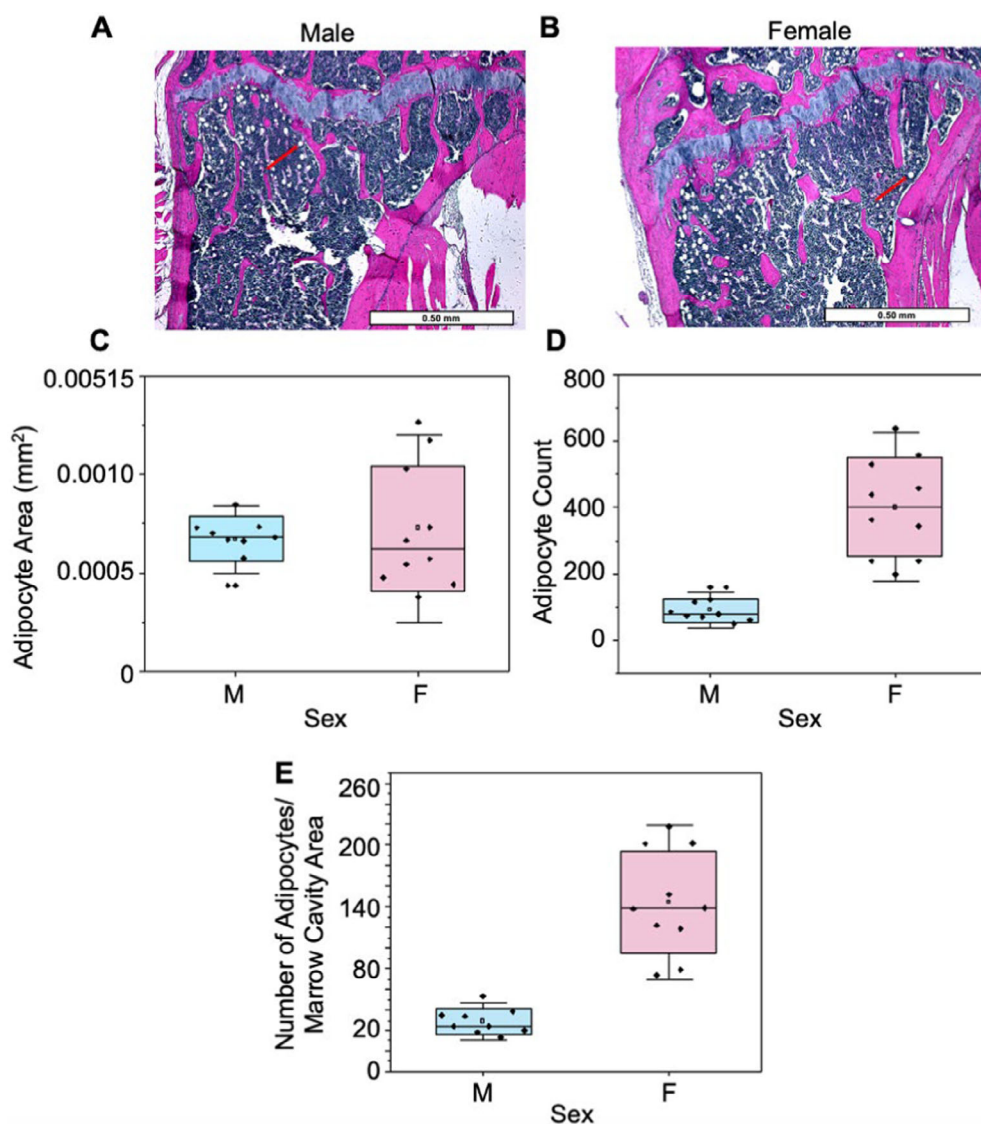 A
Male
B
Female
0.50 mm
0.50 mm
C
0.00515
0.0010
0.0005
0
Adipocyte Area (mm²)
M
F
Sex
D
800
600
400
200
0
Adipocyte Count
M
F
Sex
E
260
200
140
80
20
0
Number of Adipocytes/
Marrow Cavity Area
M
F
Sex